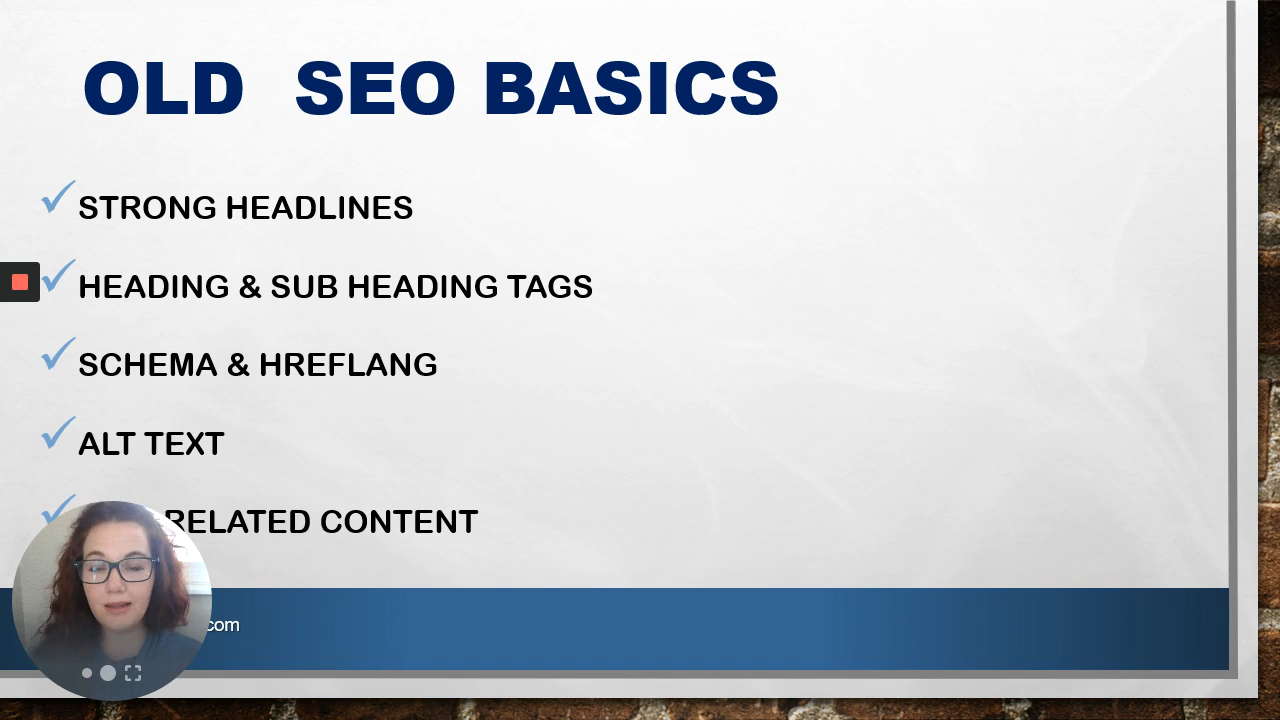 OLD SEO BASICS
STRONG HEADLINES
HEADING & SUB HEADING TAGS
SCHEMA & HREFLANG
ALT TEXT
RELATED CONTENT
.com